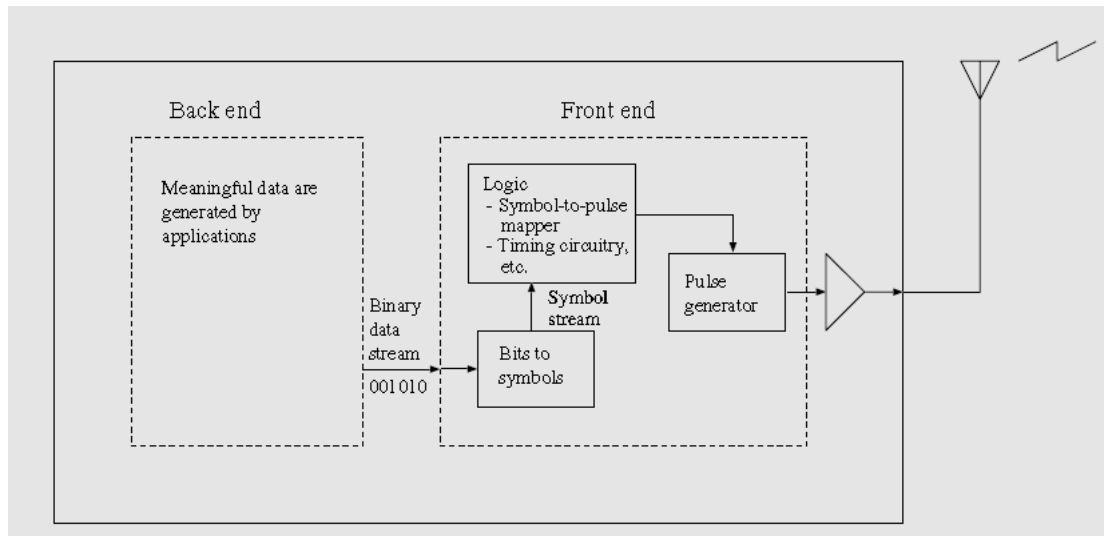 Back end
Front end
Meaningful data are
generated by
applications
Logic
- Symbol-to-pulse
mapper
- Timing circuitry,
etc.
Pulse
generator
Symbol
stream
Binary
data
stream
001010
Bits to
symbols